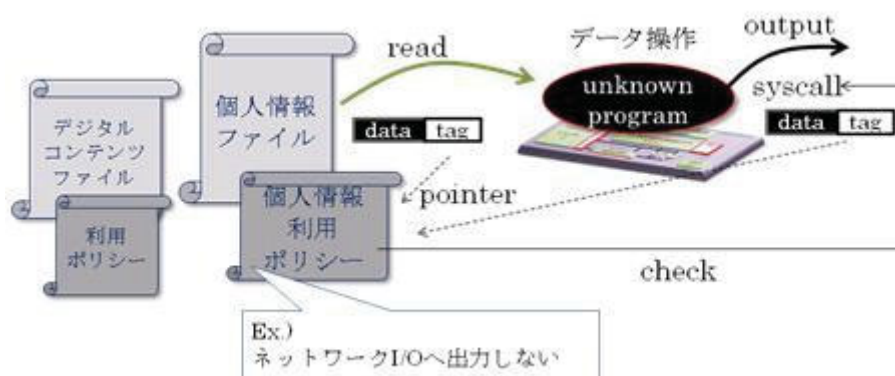 デジタル
コンテンツ
ファイル
利用
ポリシー
個人情報
ファイル
個人情報
利用
ポリシー
read
data tag
pointer
データ操作
unknown
program
output
syscall
data tag
check
Ex.)
ネットワークI/Oへ出力しない